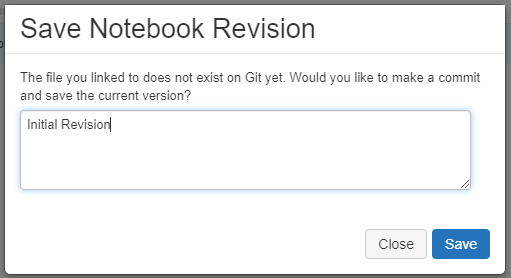 Save Notebook Revision
The file you linked to does not exist on Git yet. Would you like to make a commit
and save the current version?
Initial Revision
Close Save